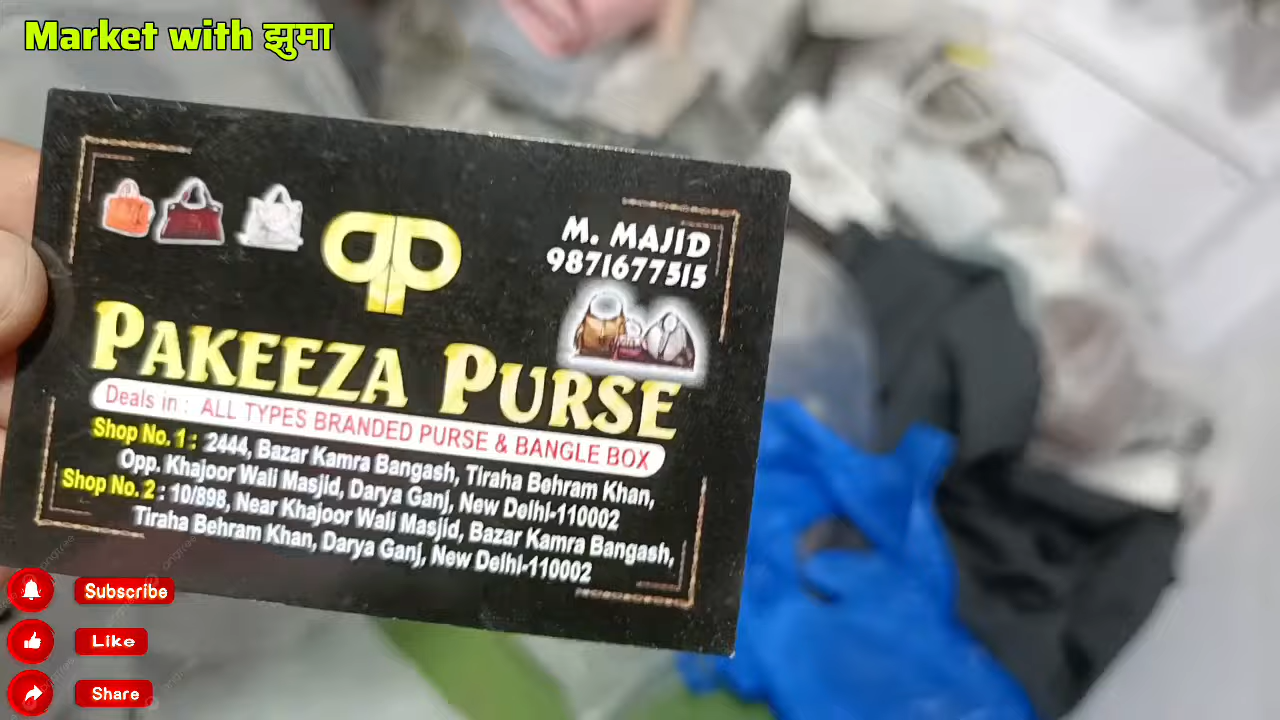 Market with झुमा
M. MAJID
9871677515
PAKEEZA PURSE
Deals in : ALL TYPES BRANDED PURSE & BANGLE BOX
Shop No. 1 : 2444, Bazar Kamra Bangash, Tiraha Behram Khan,
Opp. Khajoor Wali Masjid, Darya Ganj, New Delhi-110002
Shop No. 2 : 10/898, Near Khajoor Wali Masjid, Bazar Kamra Bangash,
Tiraha Behram Khan, Darya Ganj, New Delhi-110002
Subscribe
Like
Share